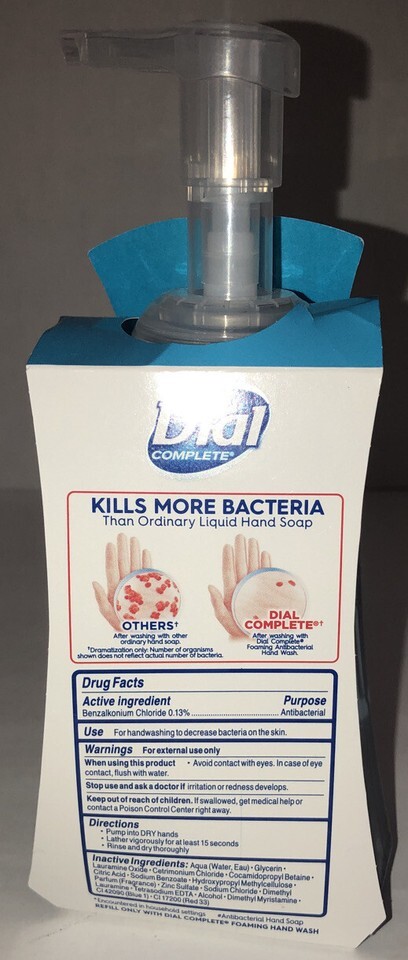 Dial
COMPLETE®
KILLS MORE BACTERIA
Than Ordinary Liquid Hand Soap
OTHERS†
After washing with other
ordinary hand soap.
DIAL
COMPLETE®†
After washing with
Dial Complete®
Foaming Antibacterial
Hand Wash.
†Dramatization only: Number of organisms
shown does not reflect actual number of bacteria.
Drug Facts
Active ingredient Purpose
Benzalkonium Chloride 0.13%.......................................Antibacterial
Use For handwashing to decrease bacteria on the skin.
Warnings For external use only
When using this product • Avoid contact with eyes. In case of eye
contact, flush with water.
Stop use and ask a doctor if irritation or redness develops.
Keep out of reach of children. If swallowed, get medical help or
contact a Poison Control Center right away.
Directions
• Pump into DRY hands
• Lather vigorously for at least 15 seconds
• Rinse and dry thoroughly
Inactive Ingredients: Aqua (Water, Eau) • Glycerin •
Lauramine Oxide • Cetrimonium Chloride • Cocamidopropyl Betaine •
Citric Acid • Sodium Benzoate • Hydroxypropyl Methylcellulose •
Parfum (Fragrance) • Zinc Sulfate • Sodium Chloride • Dimethyl
Lauramine • Tetrasodium EDTA • Alcohol • Dimethyl Myristamine •
CI 42090 (Blue 1) • CI 17200 (Red 33)
*Encountered in household settings #Antibacterial Hand Soap
REFILL ONLY WITH DIAL COMPLETE® FOAMING HAND WASH